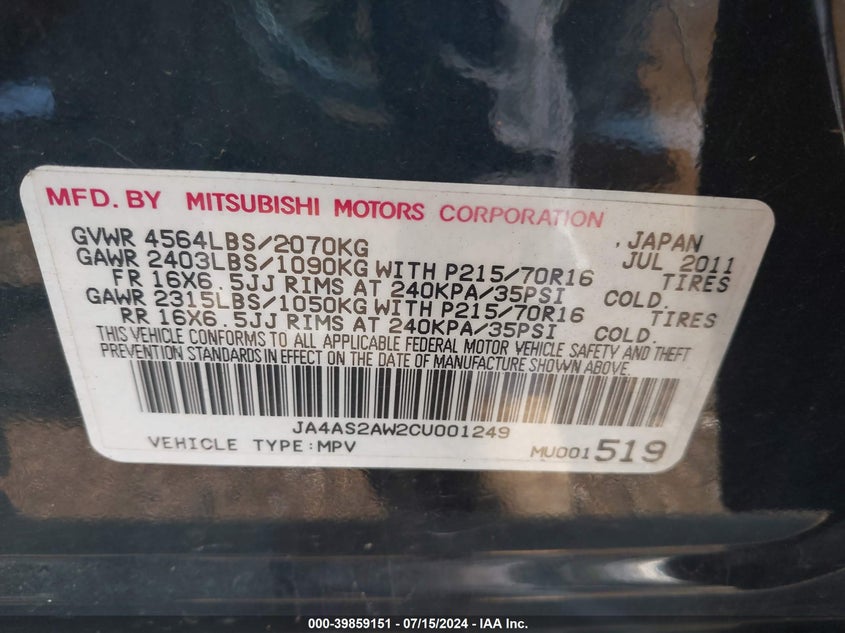 MFD. BY MITSUBISHI MOTORS CORPORATION
GVWR 4564LBS/2070KG , JAPAN
GAWR 2403LBS/1090KG WITH P215/70R16 JUL 2011
FR 16X6.5JJ RIMS AT 240KPA/35PSI COLD. TIRES
GAWR 2315LBS/1050KG WITH P215/70R16 TIRES
RR 16X6.5JJ RIMS AT 240KPA/35PSI COLD.
THIS VEHICLE CONFORMS TO ALL APPLICABLE FEDERAL MOTOR VEHICLE SAFETY AND THEFT
PREVENTION STANDARDS IN EFFECT ON THE DATE OF MANUFACTURE SHOWN ABOVE.
JA4AS2AW2CU001249
VEHICLE TYPE:MPV MU001519
000-39859151 - 07/15/2024 - IAA Inc.